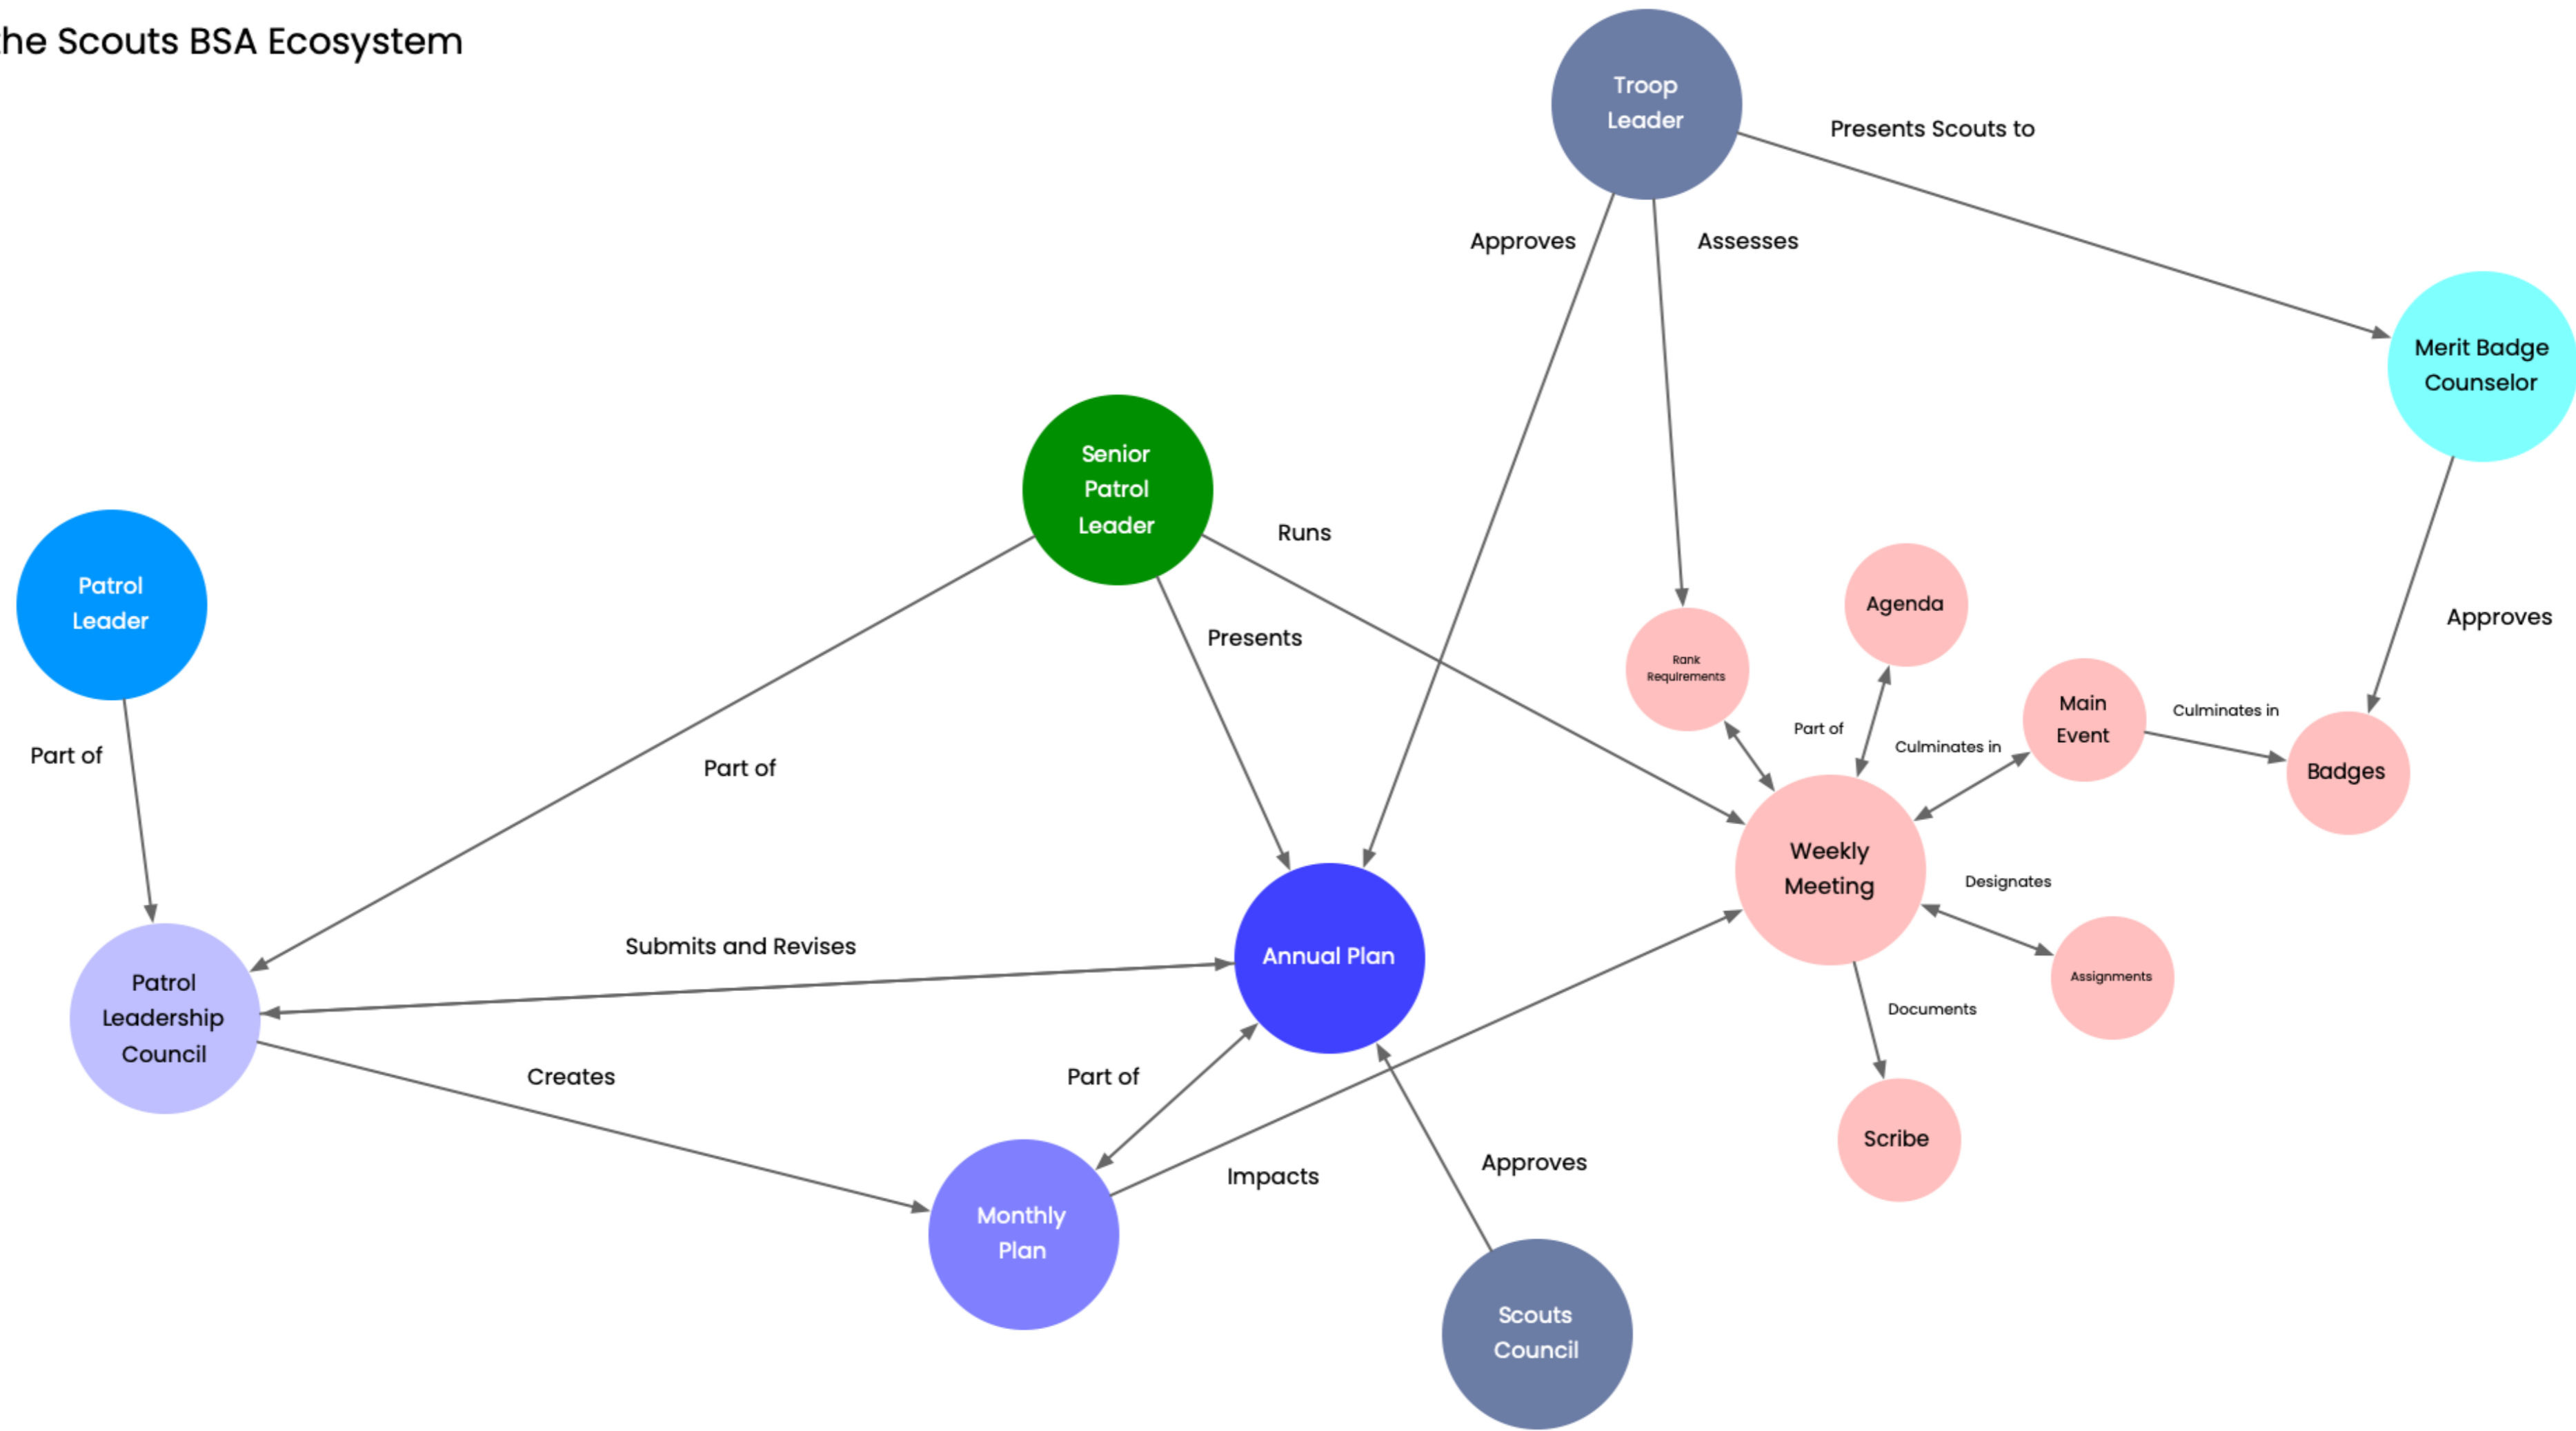 the Scouts BSA Ecosystem
Troop
Leader
Presents Scouts to
Approves
Assesses
Merit Badge
Counselor
Senior
Patrol
Leader
Runs
Patrol
Leader
Presents
Agenda
Approves
Rank
Requirements
Part of
Main
Event
Culminates in
Culminates in
Badges
Part of
Part of
Weekly
Meeting
Designates
Submits and Revises
Annual Plan
Assignments
Patrol
Leadership
Council
Documents
Creates
Part of
Scribe
Impacts
Approves
Monthly
Plan
Scouts
Council